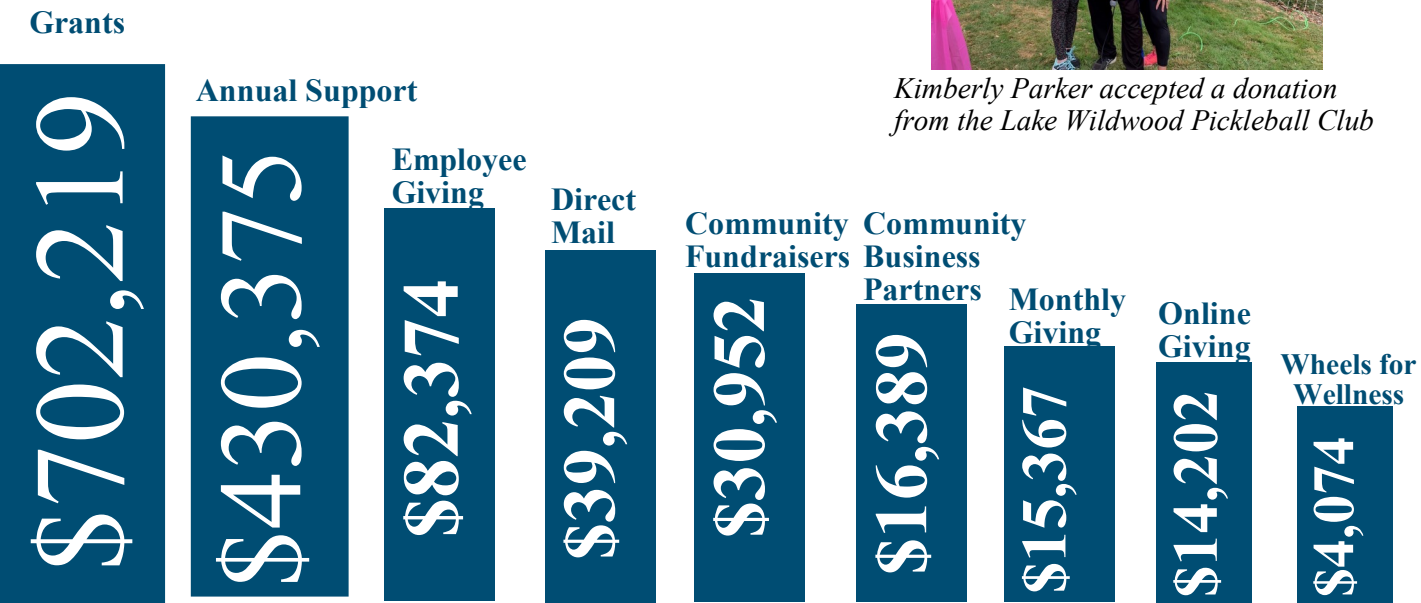 Grants
$702,219
Annual Support
$430,375
Employee
Giving
$82,374
Direct
Mail
$39,209
Community
Fundraisers
$30,952
Community
Business
Partners
$16,389
Monthly
Giving
$15,367
Online
Giving
$14,202
Wheels for
Wellness
$4,074
Kimberly Parker accepted a donation
from the Lake Wildwood Pickleball Club